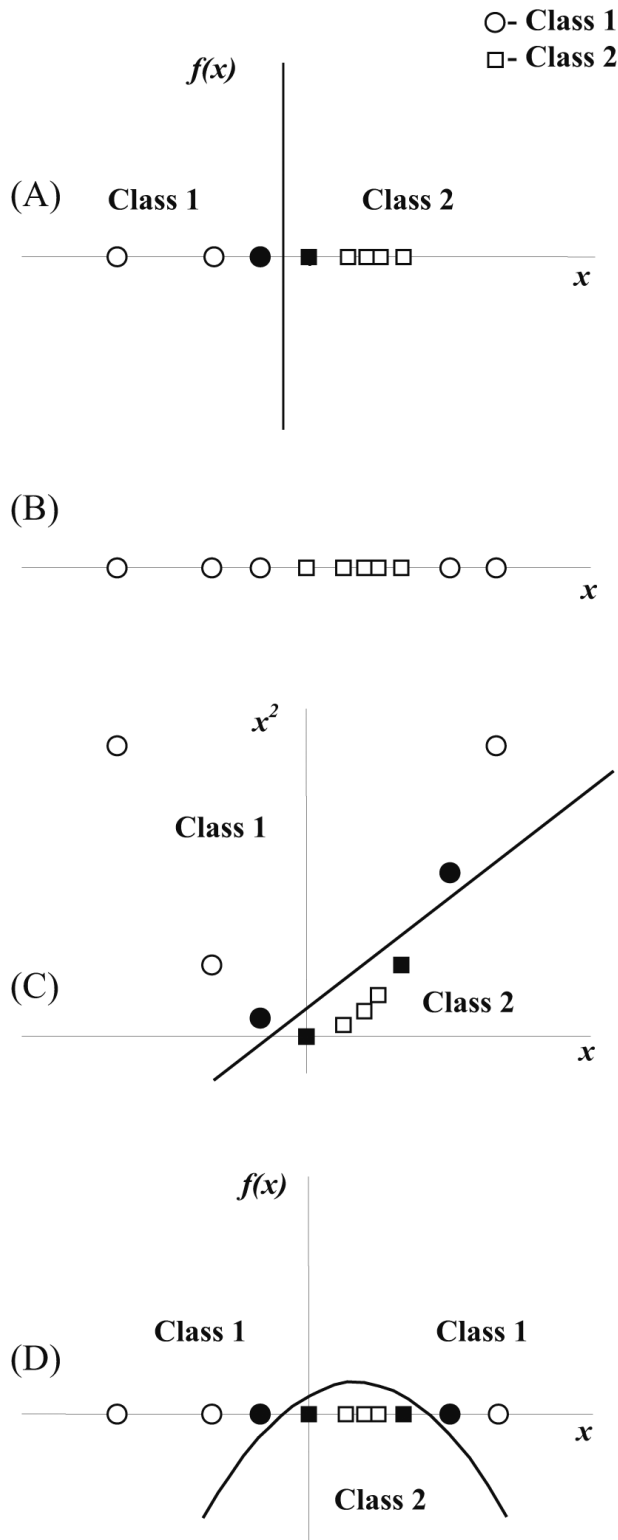 - Class 1
- Class 2
f(x)
(A)
Class 1
Class 2
x
(B)
x
x²
Class 1
(C)
Class 2
x
f(x)
Class 1
Class 1
(D)
x
Class 2